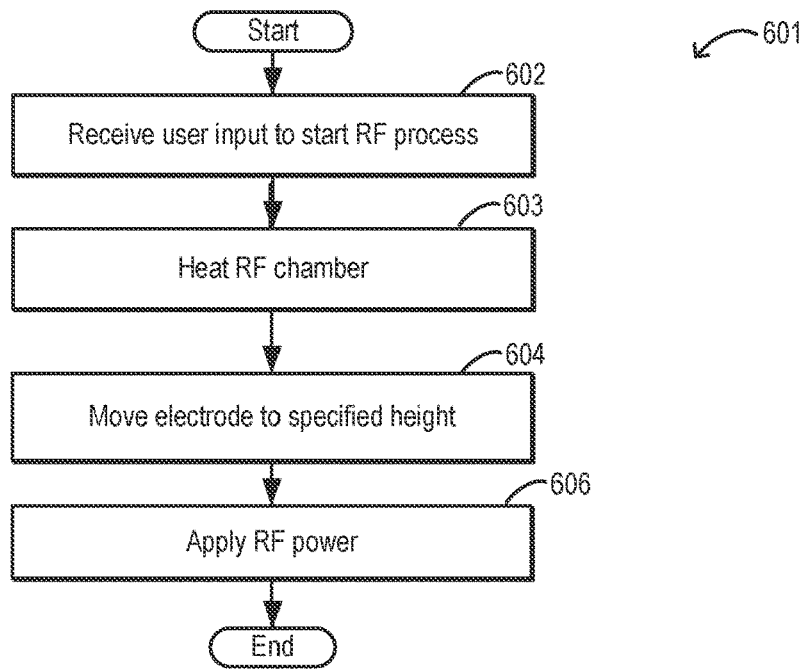 Start
601
602
Receive user input to start RF process
603
Heat RF chamber
604
Move electrode to specified height
606
Apply RF power
End